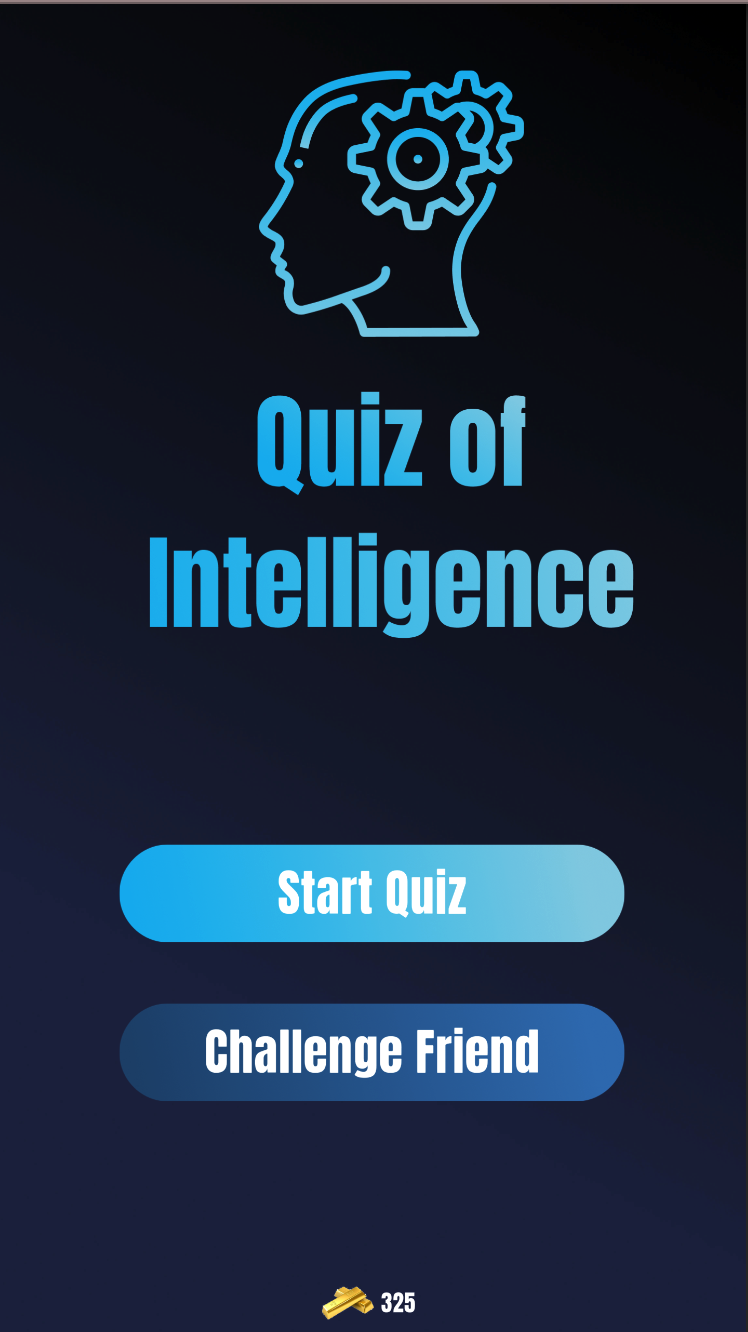 Quiz of
Intelligence
Start Quiz
Challenge Friend
325